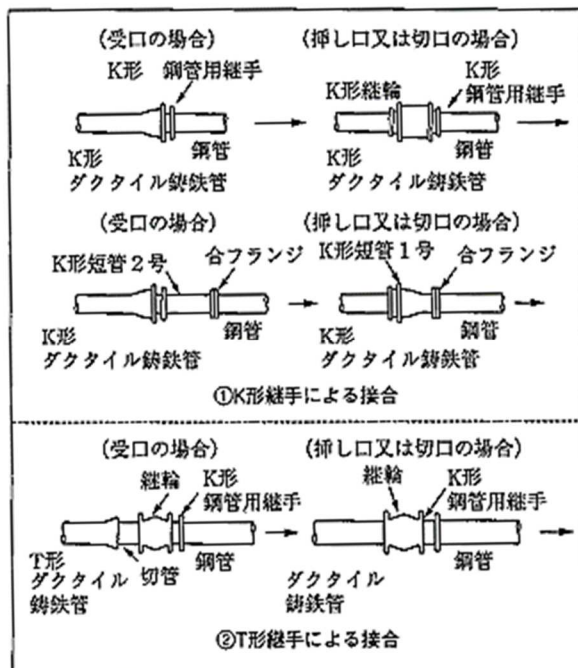 (受口の場合)
K形 鋼管用継手
K形
ダクタイル鋳鉄管
鋼管
(挿し口又は切口の場合)
K形継輪
K形
鋼管用継手
K形
ダクタイル鋳鉄管
鋼管
(受口の場合)
K形短管2号
合フランジ
K形
ダクタイル鋳鉄管
鋼管
(挿し口又は切口の場合)
K形短管1号
合フランジ
K形
ダクタイル鋳鉄管
鋼管
①K形継手による接合
(受口の場合)
継輪
K形
鋼管用継手
T形
ダクタイル
鋳鉄管
切管
鋼管
(挿し口又は切口の場合)
継輪
K形
鋼管用継手
ダクタイル
鋳鉄管
鋼管
②T形継手による接合